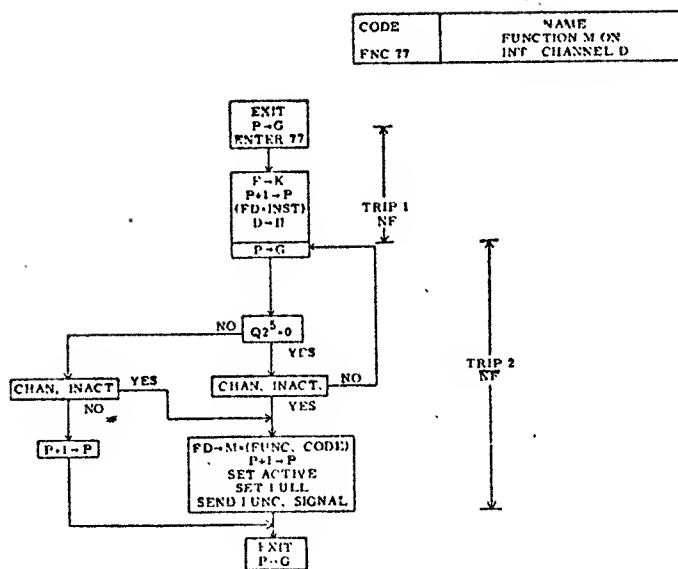 CODE
FNC 77
NAME
FUNCTION M ON
INT CHANNEL D
EXIT
P→G
ENTER 77
F→K
P+1→P
(FD=INST)
TRIP 1
NF
P→G
NO
Q2⁵=0
YES
TRIP 2
NF
CHAN, INACT
YES
CHAN, INACT.
NO
NO
YES
P+1→P
FD→M=(FUNC, CODE)
P+1→P
SET ACTIVE
SET FULL
SEND FUNC, SIGNAL
EXIT
P→G